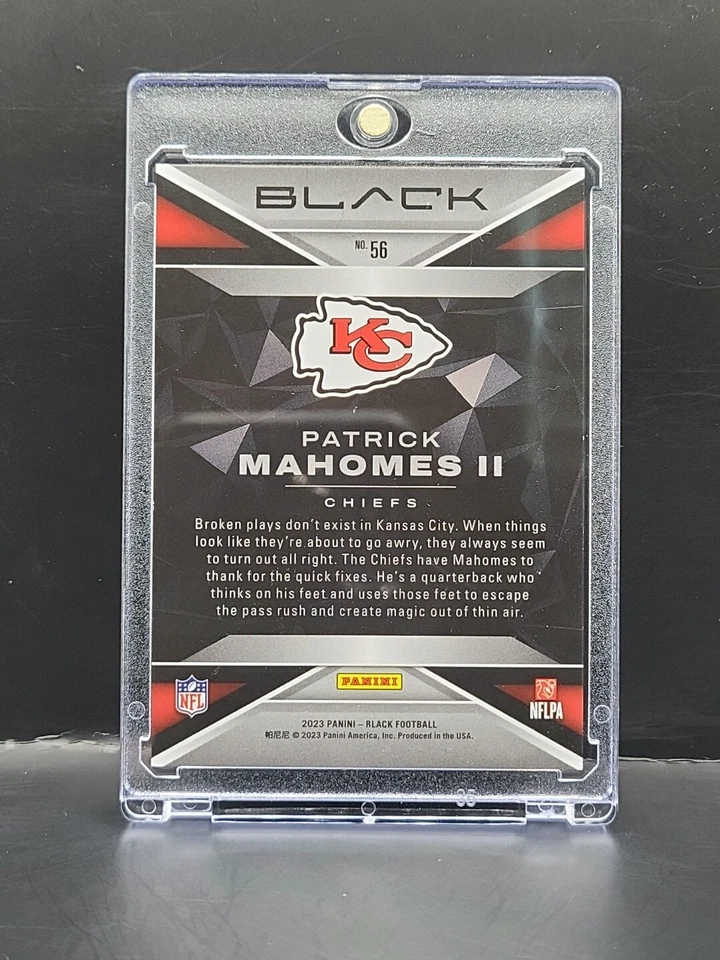 BLACK
NO. 56
KC
PATRICK
MAHOMES II
CHIEFS
Broken plays don't exist in Kansas City. When things
look like they're about to go awry, they always seem
to turn out all right. The Chiefs have Mahomes to
thank for the quick fixes. He's a quarterback who
thinks on his feet and uses those feet to escape
the pass rush and create magic out of thin air.
PANINI
NFL
NFLPA
2023 PANINI – RLACK FOOTBALL
帕尼尼 © 2023 Panini America, Inc. Produced in the USA.
35